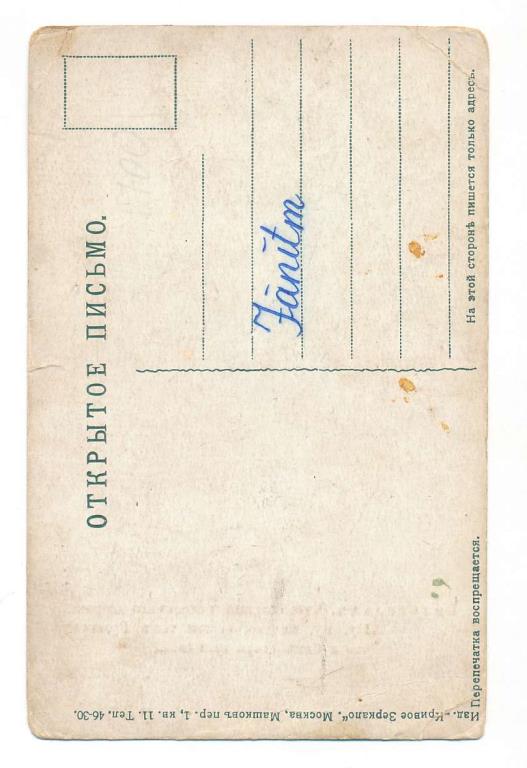 ОТКРЫТОЕ ПИСЬМО.
Jānītm
На этой сторонѣ пишется только адресъ.
Перепечатка воспрещается.
Изд. „Кривое Зеркало“. Москва, Машковъ пер. 1, кв. 11. Тел. 46-30.